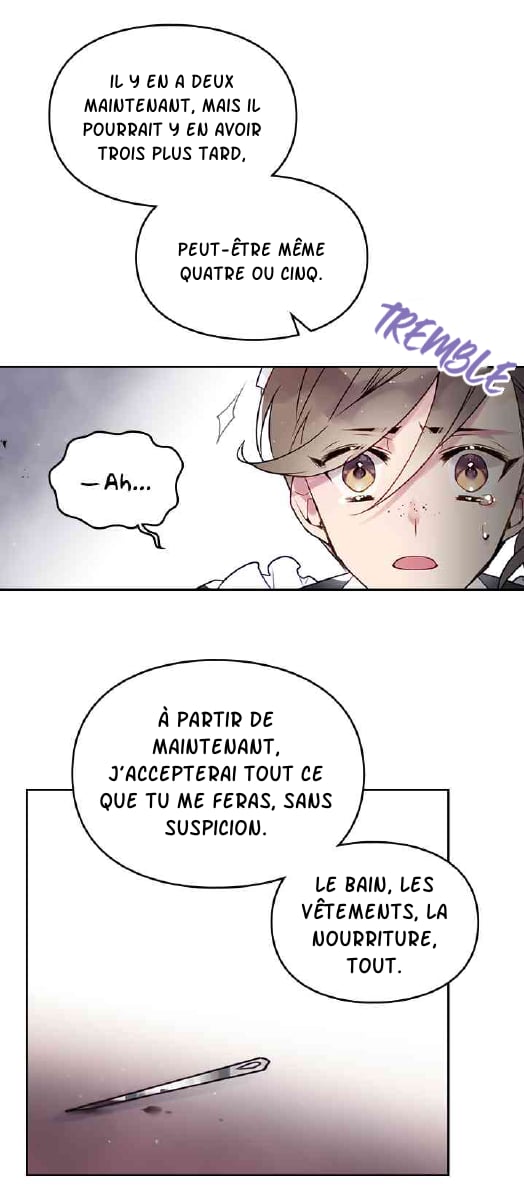 IL Y EN A DEUX
MAINTENANT, MAIS IL
POURRAIT Y EN AVOIR
TROIS PLUS TARD,
PEUT-ÊTRE MÊME
QUATRE OU CINQ.
TREMBLE
—Ah...
À PARTIR DE
MAINTENANT,
J'ACCEPTERAI TOUT CE
QUE TU ME FERAS, SANS
SUSPICION.
LE BAIN, LES
VÊTEMENTS, LA
NOURRITURE,
TOUT.